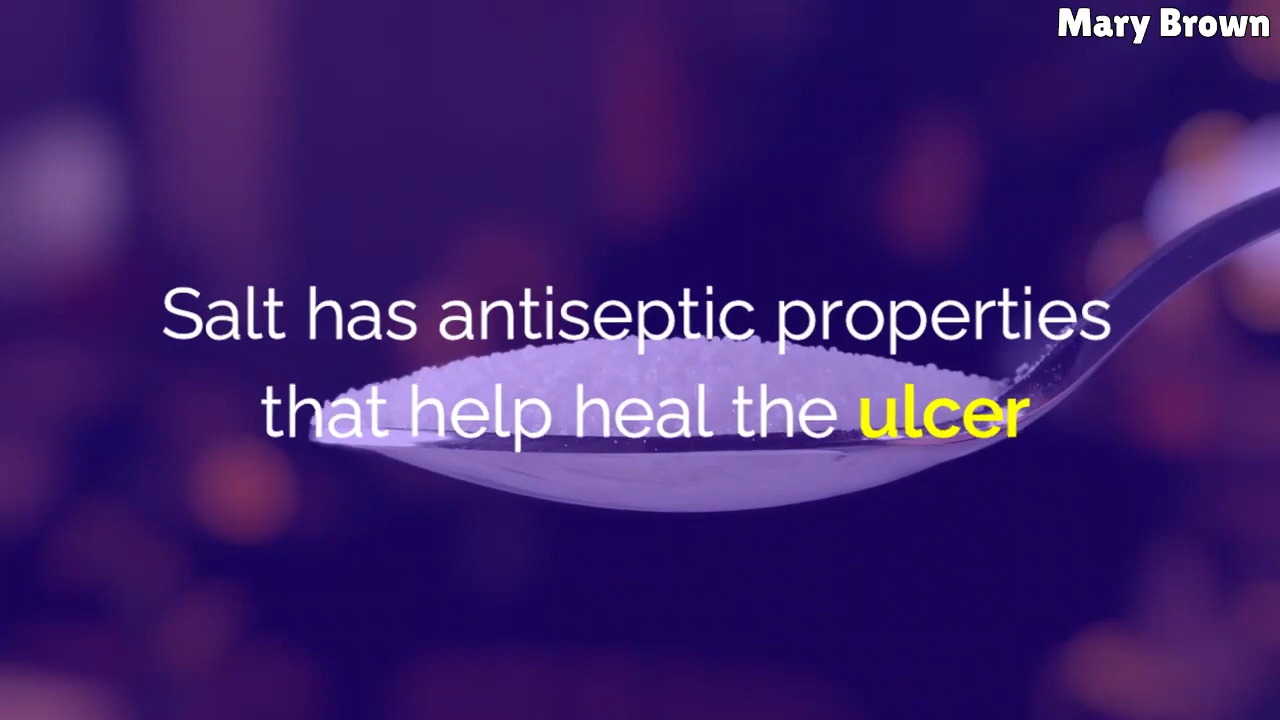 Mary Brown
Salt has antiseptic properties
that help heal the ulcer